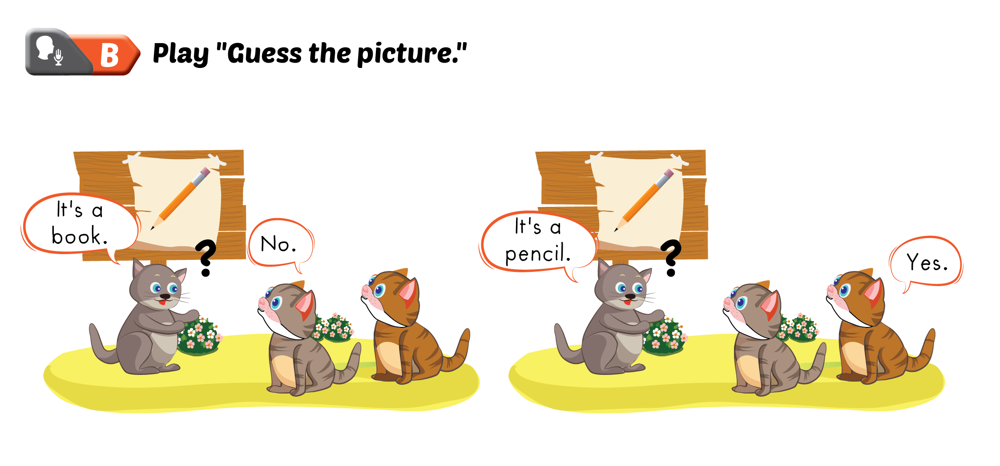 B Play "Guess the picture."
It's a
book.
No.
It's a
pencil.
Yes.